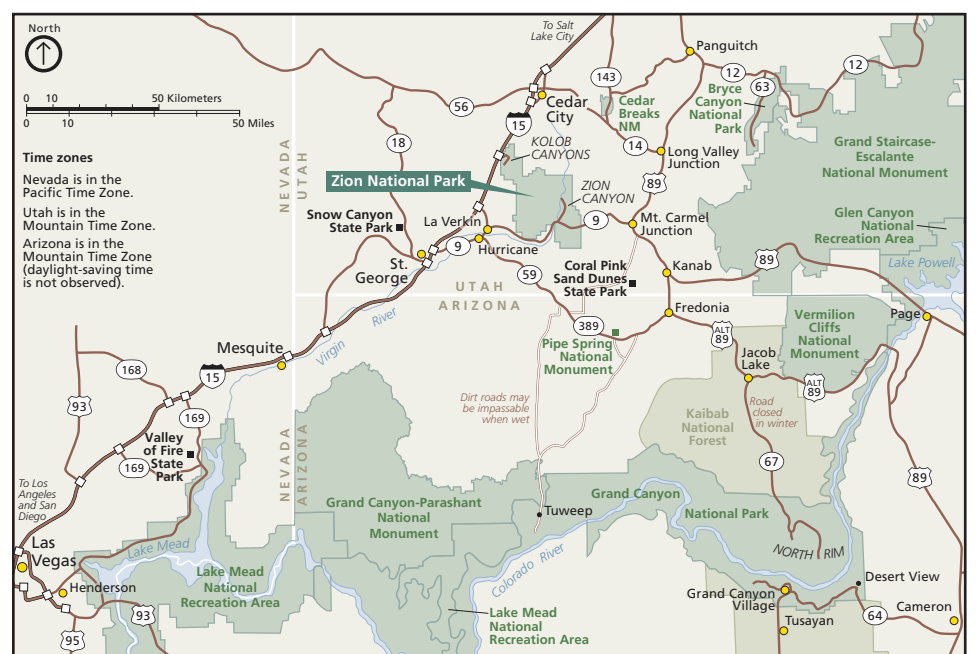 North
0
10
50 Kilometers
0
10
50 Miles
Time zones
Nevada is in the
Pacific Time Zone.
Utah is in the
Mountain Time Zone.
Arizona is in the
Mountain Time Zone
(daylight-saving time
is not observed).
To Salt
Lake City
Panguitch
12
12
143
63
Bryce
Canyon
National
Park
56
Cedar
City
Cedar
Breaks
NM
15
18
14
Long Valley
Junction
KOLOB
CANYONS
NEVADA
UTAH
Grand Staircase-
Escalante
National Monument
Zion National Park
ZION
CANYON
89
Snow Canyon
State Park
La Verkin
9
Mt. Carmel
Junction
Glen Canyon
National
Recreation Area
9
Hurricane
St.
George
59
Coral Pink
Sand Dunes
State Park
Kanab
89
Lake Powell
UTAH
ARIZONA
River
Virgin
389
Fredonia
ALT
89
Vermilion
Cliffs
National
Monument
Page
Pipe Spring
National
Monument
Mesquite
15
168
Jacob
Lake
ALT
89
93
169
Dirt roads may
be impassable
when wet
Road
closed
in winter
Kaibab
National
Forest
Valley
of Fire
State
Park
169
NEVADA
ARIZONA
67
89
To Los
Angeles
and San
Diego
Grand Canyon-Parashant
National
Monument
Tuweep
Grand Canyon
National Park
Las
Vegas
Lake Mead
Colorado River
NORTH RIM
Lake Mead
National
Recreation Area
Henderson
Desert View
Grand Canyon
Village
Lake Mead
National
Recreation Area
93
95
Tusayan
64
Cameron